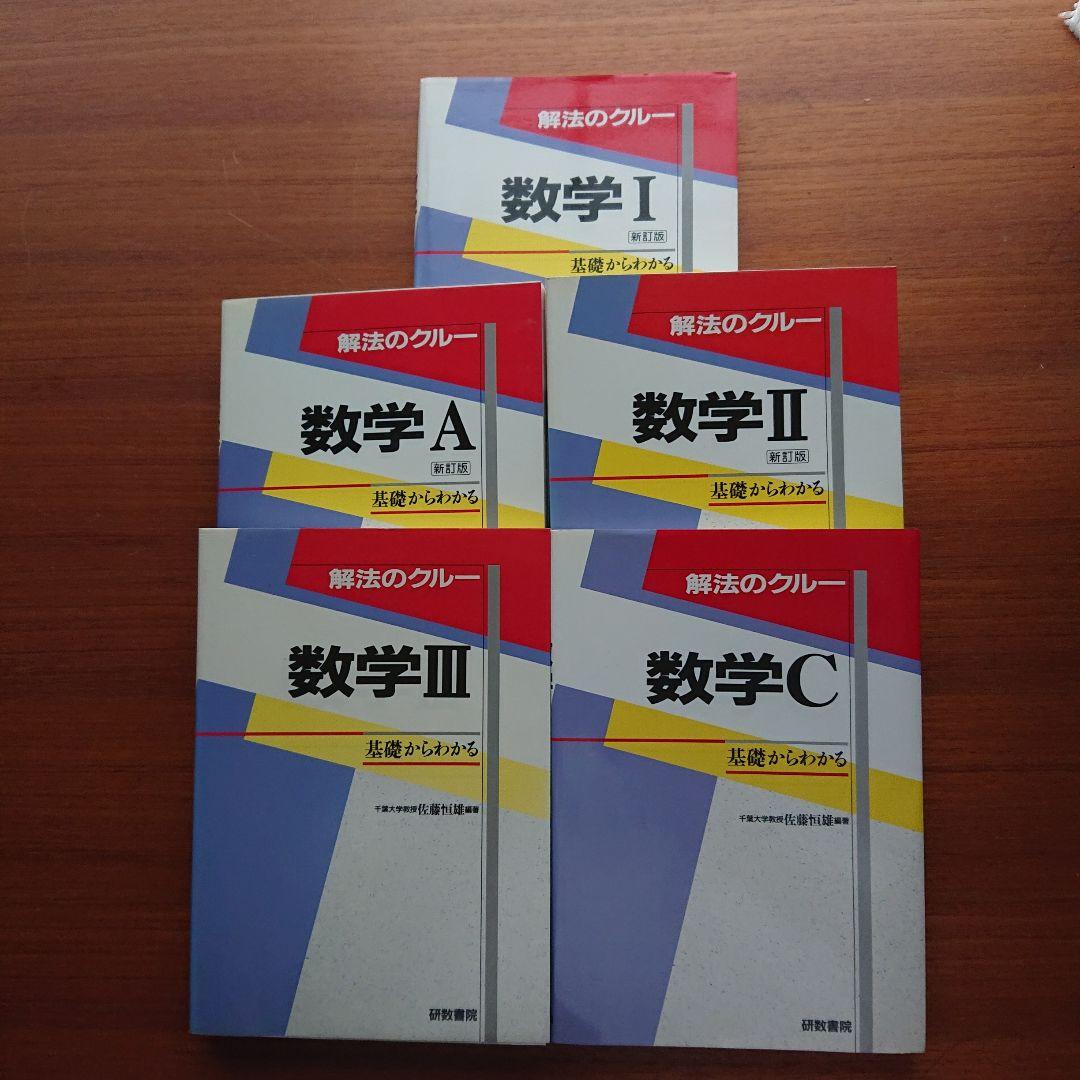 解法のクルー
数学Ⅰ
新訂版
基礎からわかる
解法のクルー
数学A
新訂版
基礎からわかる
解法のクルー
数学Ⅱ
新訂版
基礎からわかる
解法のクルー
数学Ⅲ
基礎からわかる
千葉大学教授 佐藤恒雄 編著
研数書院
解法のクルー
数学C
基礎からわかる
千葉大学教授 佐藤恒雄 編著
研数書院